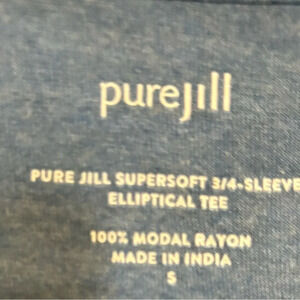 purejill
PURE JILL SUPERSOFT 3/4-SLEEVE
ELLIPTICAL TEE
100% MODAL RAYON
MADE IN INDIA
S